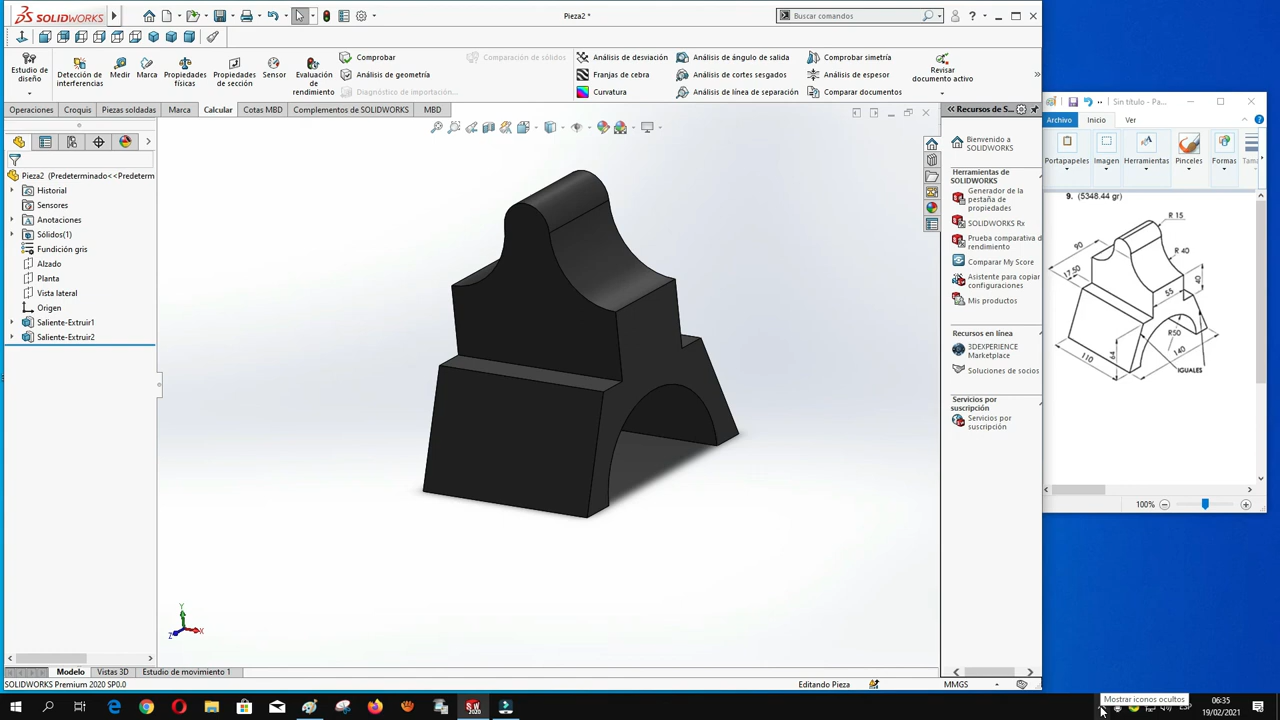 SOLIDWORKS
Pieza2 *
Buscar comandos
Estudio de diseño
Detección de interferencias
Medir
Marca
Propiedades físicas
Propiedades de sección
Sensor
Evaluación de rendimiento
Comprobar
Análisis de geometría
Diagnóstico de importación...
Comparación de sólidos
Análisis de desviación
Franjas de cebra
Curvatura
Análisis de ángulo de salida
Análisis de cortes sesgados
Análisis de línea de separación
Comprobar simetría
Análisis de espesor
Comparar documentos
Revisar documento activo
Operaciones
Croquis
Piezas soldadas
Marca
Calcular
Cotas MBD
Complementos de SOLIDWORKS
MBD
Pieza2 (Predeterminado<<Predeterm
Historial
Sensores
Anotaciones
Sólidos(1)
Fundición gris
Alzado
Planta
Vista lateral
Origen
Saliente-Extruir1
Saliente-Extruir2
Y
X
Z
Recursos de S...
Bienvenido a SOLIDWORKS
Herramientas de SOLIDWORKS
Generador de la pestaña de propiedades
SOLIDWORKS Rx
Prueba comparativa d rendimiento
Comparar My Score
Asistente para copiar configuraciones
Mis productos
Recursos en línea
3DEXPERIENCE Marketplace
Soluciones de socios
Servicios por suscripción
Servicios por suscripción
Sin título - Pa...
Archivo
Inicio
Ver
Portapapeles
Imagen
Herramientas
Pinceles
Formas
Tama
9. (5348.44 gr)
R 15
90
R 40
17.50
40
55
R50
64
140
110
IGUALES
100%
Modelo
Vistas 3D
Estudio de movimiento 1
SOLIDWORKS Premium 2020 SP0.0
Editando Pieza
MMGS
Mostrar iconos ocultos
06:35
19/02/2021